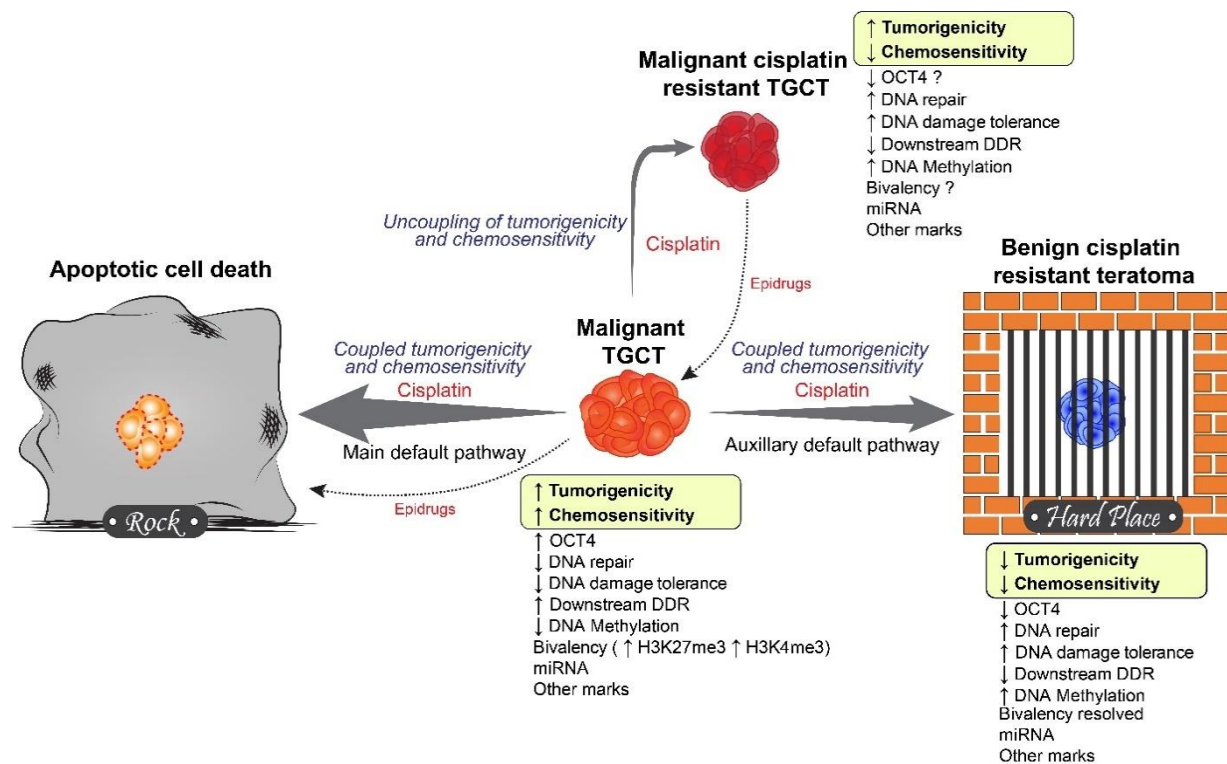 ↑ Tumorigenicity
↓ Chemosensitivity
↓ OCT4 ?
↑ DNA repair
↑ DNA damage tolerance
↓ Downstream DDR
↑ DNA Methylation
Bivalency ?
miRNA
Other marks
Malignant cisplatin
resistant TGCT
Uncoupling of tumorigenicity
and chemosensitivity
Cisplatin
Epidrugs
Apoptotic cell death
Rock
Coupled tumorigenicity
and chemosensitivity
Cisplatin
Main default pathway
Epidrugs
Malignant
TGCT
↑ Tumorigenicity
↑ Chemosensitivity
↑ OCT4
↓ DNA repair
↓ DNA damage tolerance
↑ Downstream DDR
↓ DNA Methylation
Bivalency ( ↑ H3K27me3 ↑ H3K4me3)
miRNA
Other marks
Coupled tumorigenicity
and chemosensitivity
Cisplatin
Auxillary default pathway
Benign cisplatin
resistant teratoma
Hard Place
↓ Tumorigenicity
↓ Chemosensitivity
↓ OCT4
↑ DNA repair
↑ DNA damage tolerance
↓ Downstream DDR
↑ DNA Methylation
Bivalency resolved
miRNA
Other marks